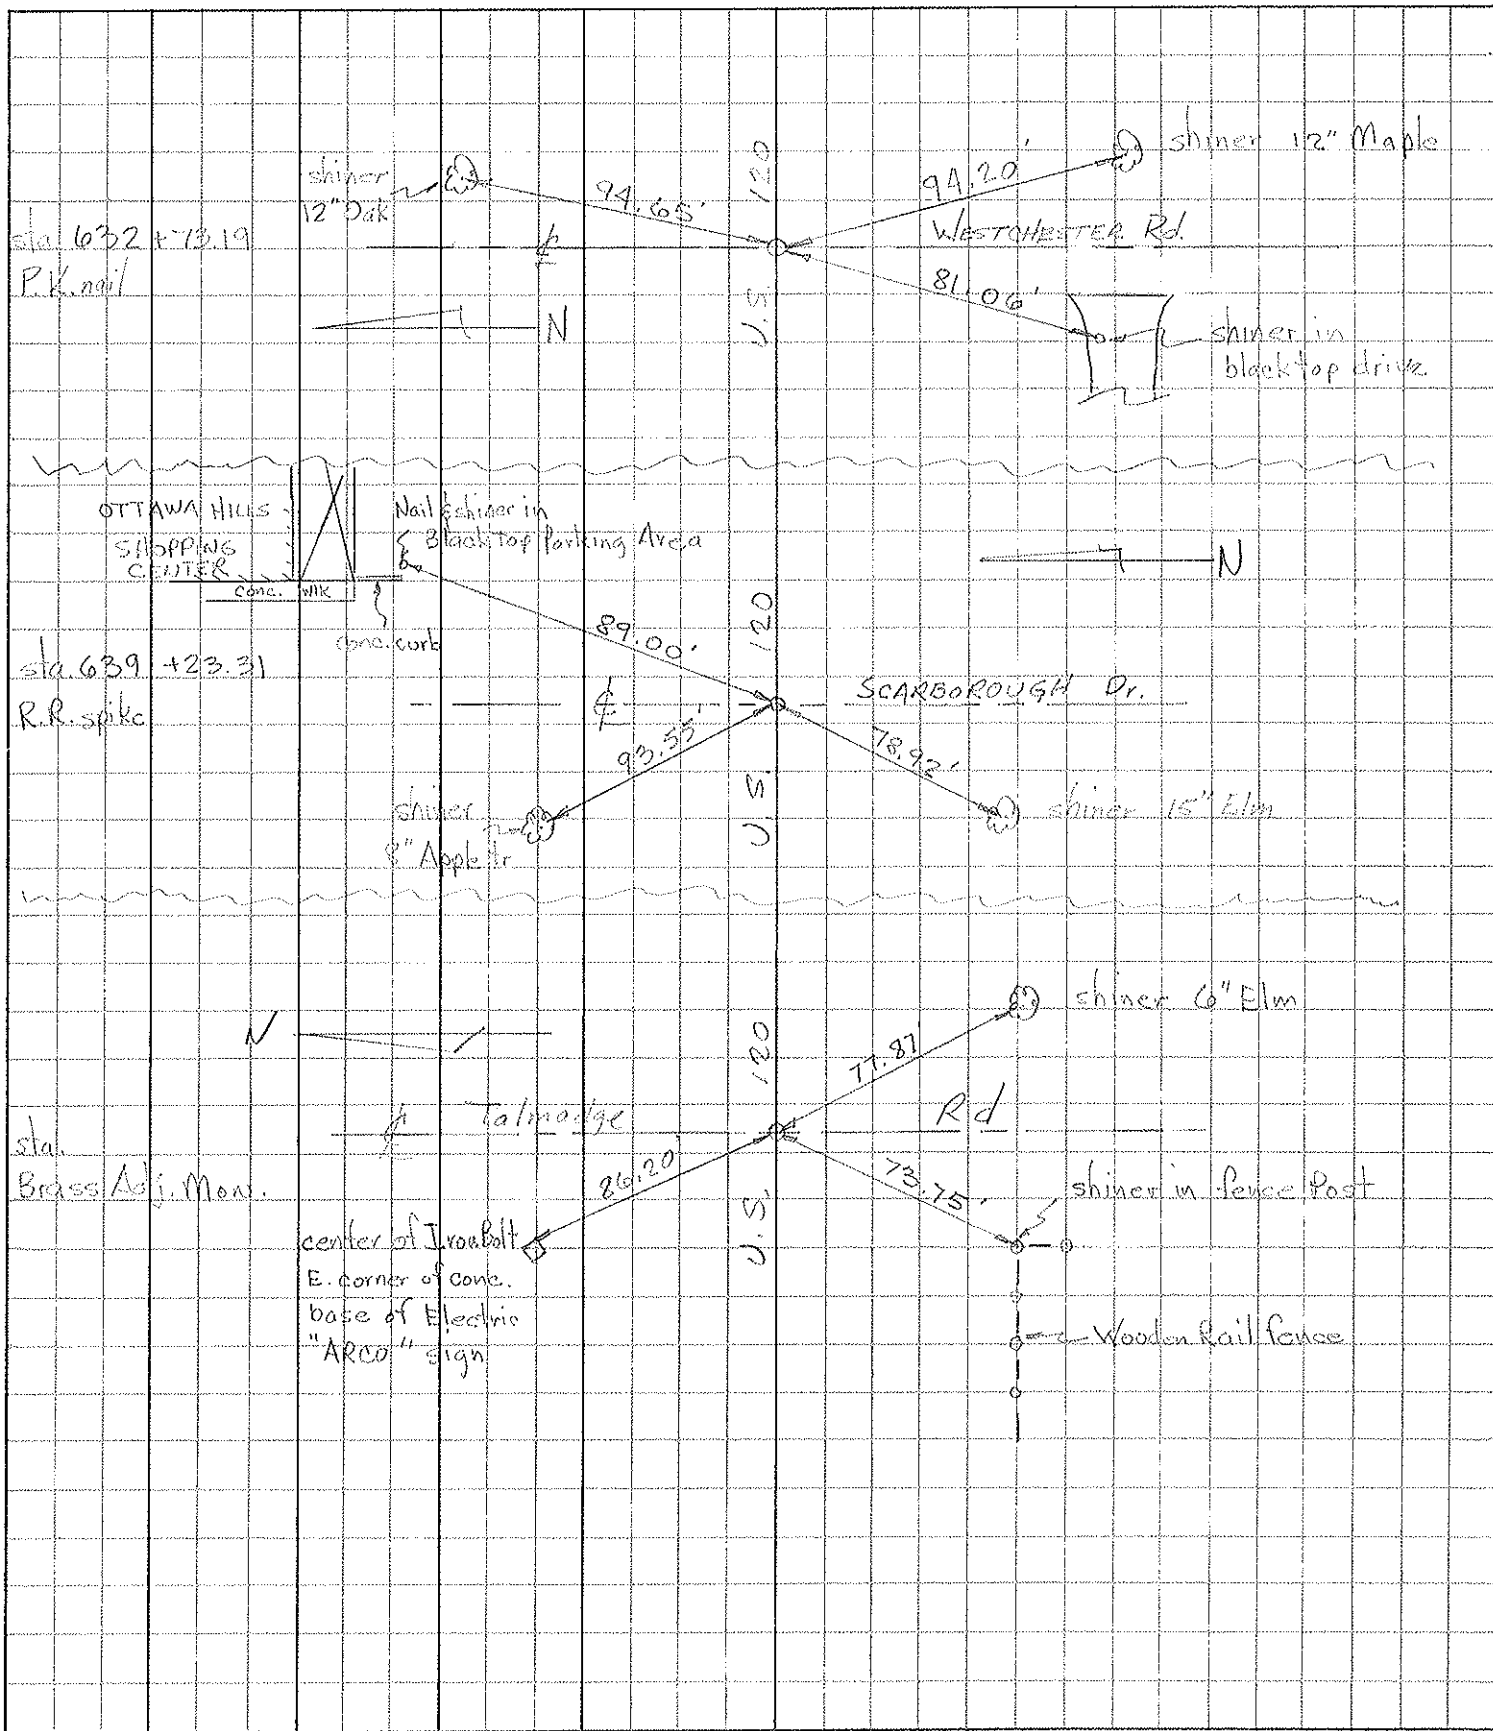 shiner
12" Oak
94.65'
U.S. 120
94.20'
shiner 12" Maple
sta. 632 +73.19
P.K. nail
℄
WESTCHESTER Rd.
81.06'
N
shiner in
blacktop drive
OTTAWA HILLS
SHOPPING
CENTER
conc. wlk
conc. curb
Nail & shiner in
Blacktop Parking Area
N
89.00'
U.S. 120
sta. 639 +23.31
R.R. spike
℄
SCARBOROUGH Dr.
93.55'
78.92'
shiner
8" Apple tr
shiner 15" Elm
N
shiner 6" Elm
77.87'
U.S. 120
℄ Talmadge Rd
sta.
Brass Adj. Mon.
86.20'
73.75'
shiner in fence Post
center of Iron Bolt
E. corner of conc.
base of Electric
"ARCO" sign
Wooden Rail fence